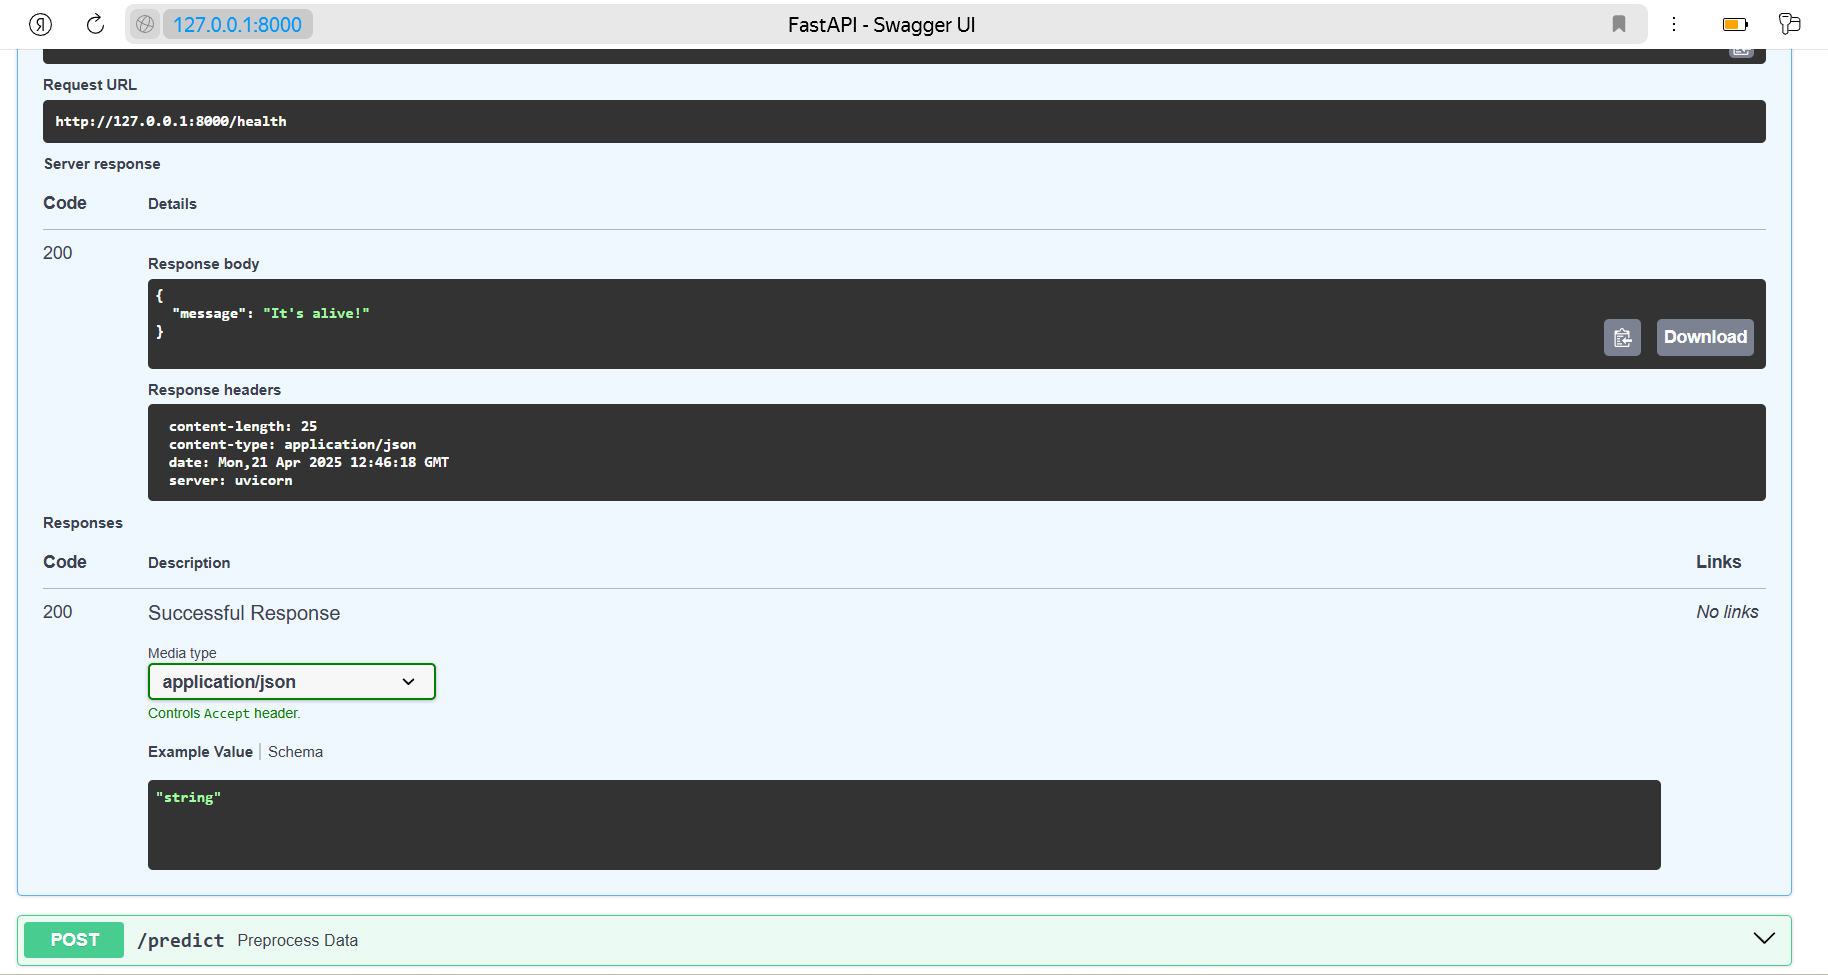 127.0.0.1:8000
FastAPI - Swagger UI
Request URL
http://127.0.0.1:8000/health
Server response
Code Details
200
Response body
{
"message": "It's alive!"
}
Download
Response headers
content-length: 25
content-type: application/json
date: Mon,21 Apr 2025 12:46:18 GMT
server: uvicorn
Responses
Code Description Links
200 Successful Response No links
Media type
application/json
Controls Accept header.
Example Value Schema
"string"
POST /predict Preprocess Data